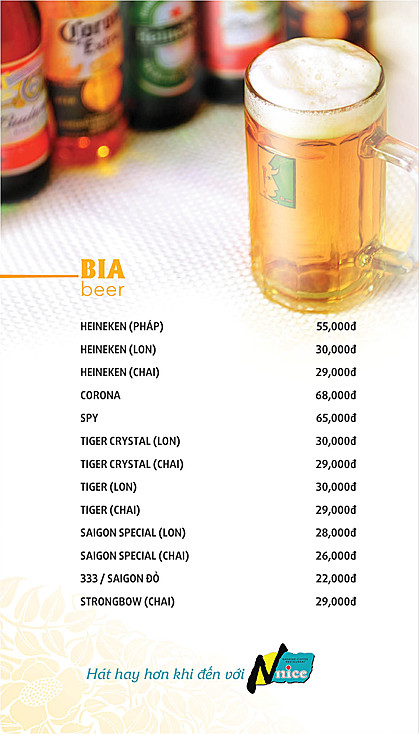 Corona
Extra
Heineken
BIA
beer
HEINEKEN (PHÁP) 55,000đ
HEINEKEN (LON) 30,000đ
HEINEKEN (CHAI) 29,000đ
CORONA 68,000đ
SPY 65,000đ
TIGER CRYSTAL (LON) 30,000đ
TIGER CRYSTAL (CHAI) 29,000đ
TIGER (LON) 30,000đ
TIGER (CHAI) 29,000đ
SAIGON SPECIAL (LON) 28,000đ
SAIGON SPECIAL (CHAI) 26,000đ
333 / SAIGON ĐỎ 22,000đ
STRONGBOW (CHAI) 29,000đ
Hát hay hơn khi đến với Nnice